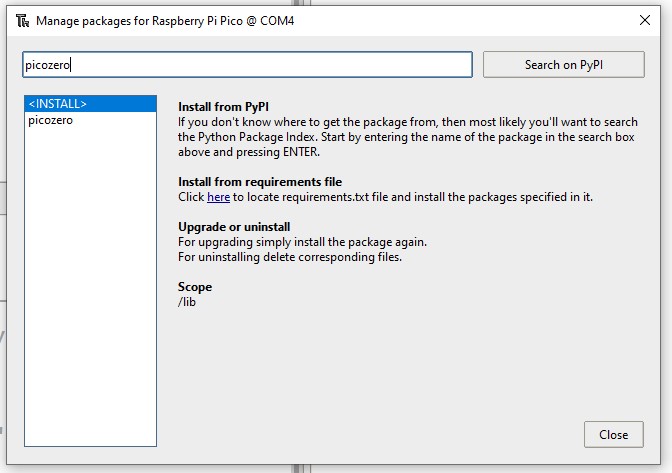 Manage packages for Raspberry Pi Pico @ COM4
picozero
Search on PyPI
<INSTALL>
picozero
Install from PyPI
If you don't know where to get the package from, then most likely you'll want to search
the Python Package Index. Start by entering the name of the package in the search box
above and pressing ENTER.
Install from requirements file
Click here to locate requirements.txt file and install the packages specified in it.
Upgrade or uninstall
For upgrading simply install the package again.
For uninstalling delete corresponding files.
Scope
/lib
Close